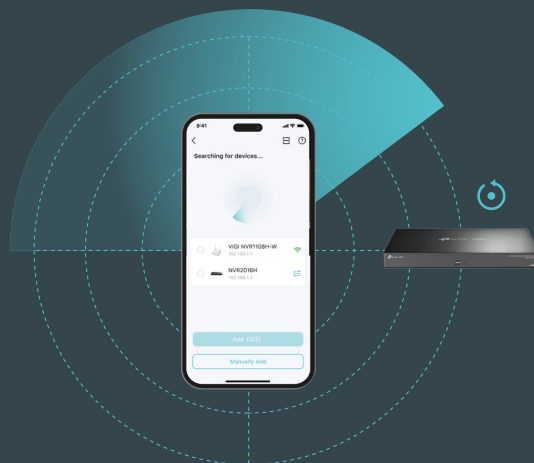 9:41
Searching for devices...
VIGI NVR1108H-W
192.168.1.1
NVR2016H
192.168.1.2
Add (2/2)
Manually Add